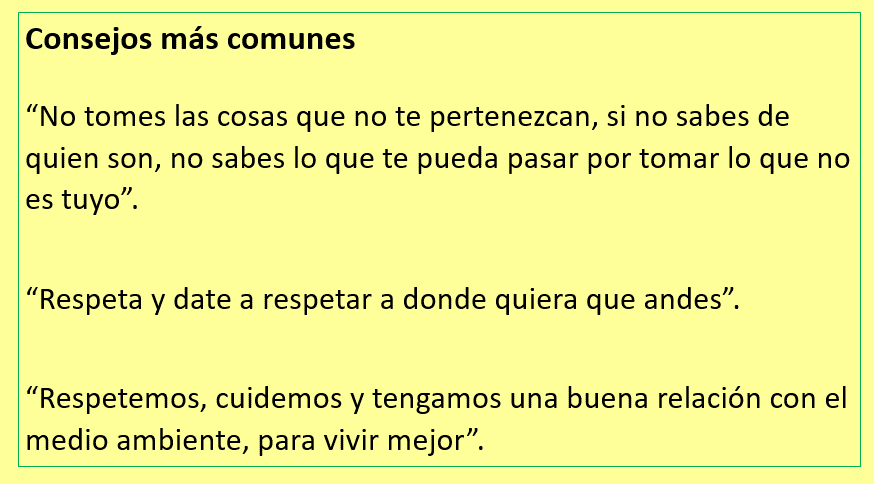 Consejos más comunes
“No tomes las cosas que no te pertenezcan, si no sabes de
quien son, no sabes lo que te pueda pasar por tomar lo que no
es tuyo”.
“Respeta y date a respetar a donde quiera que andes”.
“Respetemos, cuidemos y tengamos una buena relación con el
medio ambiente, para vivir mejor”.